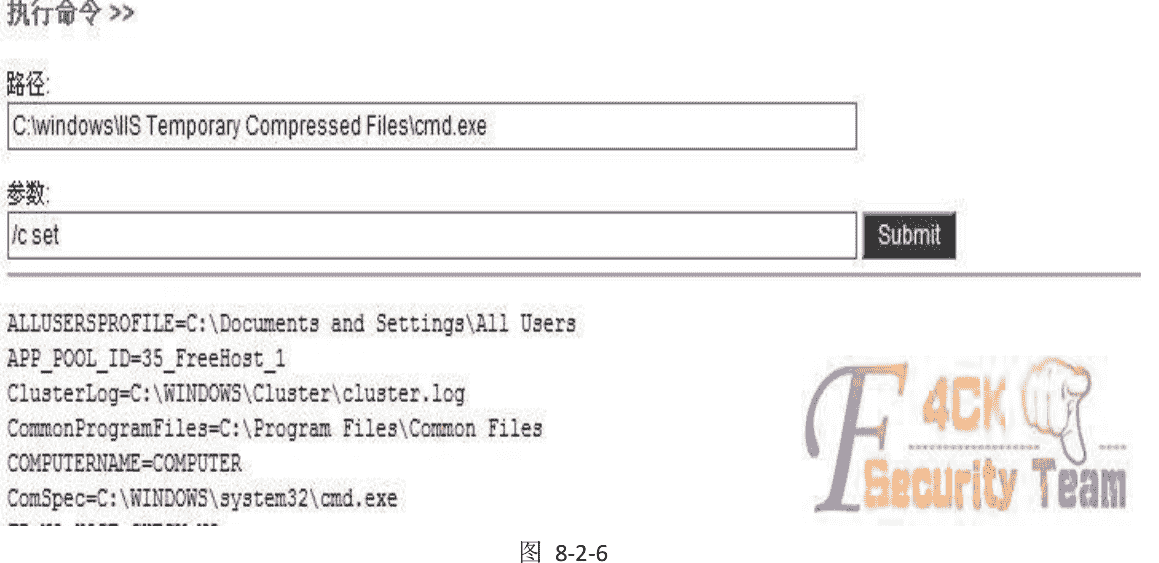 执行命令 >>
路径:
C:\windows\IIS Temporary Compressed Files\cmd.exe
参数:
/c set
Submit
ALLUSERSPROFILE=C:\Documents and Settings\All Users
APP_POOL_ID=35_FreeHost_1
ClusterLog=C:\WINDOWS\Cluster\cluster.log
CommonProgramFiles=C:\Program Files\Common Files
COMPUTERNAME=COMPUTER
ComSpec=C:\WINDOWS\system32\cmd.exe
F4CK
Security Team
图 8-2-6